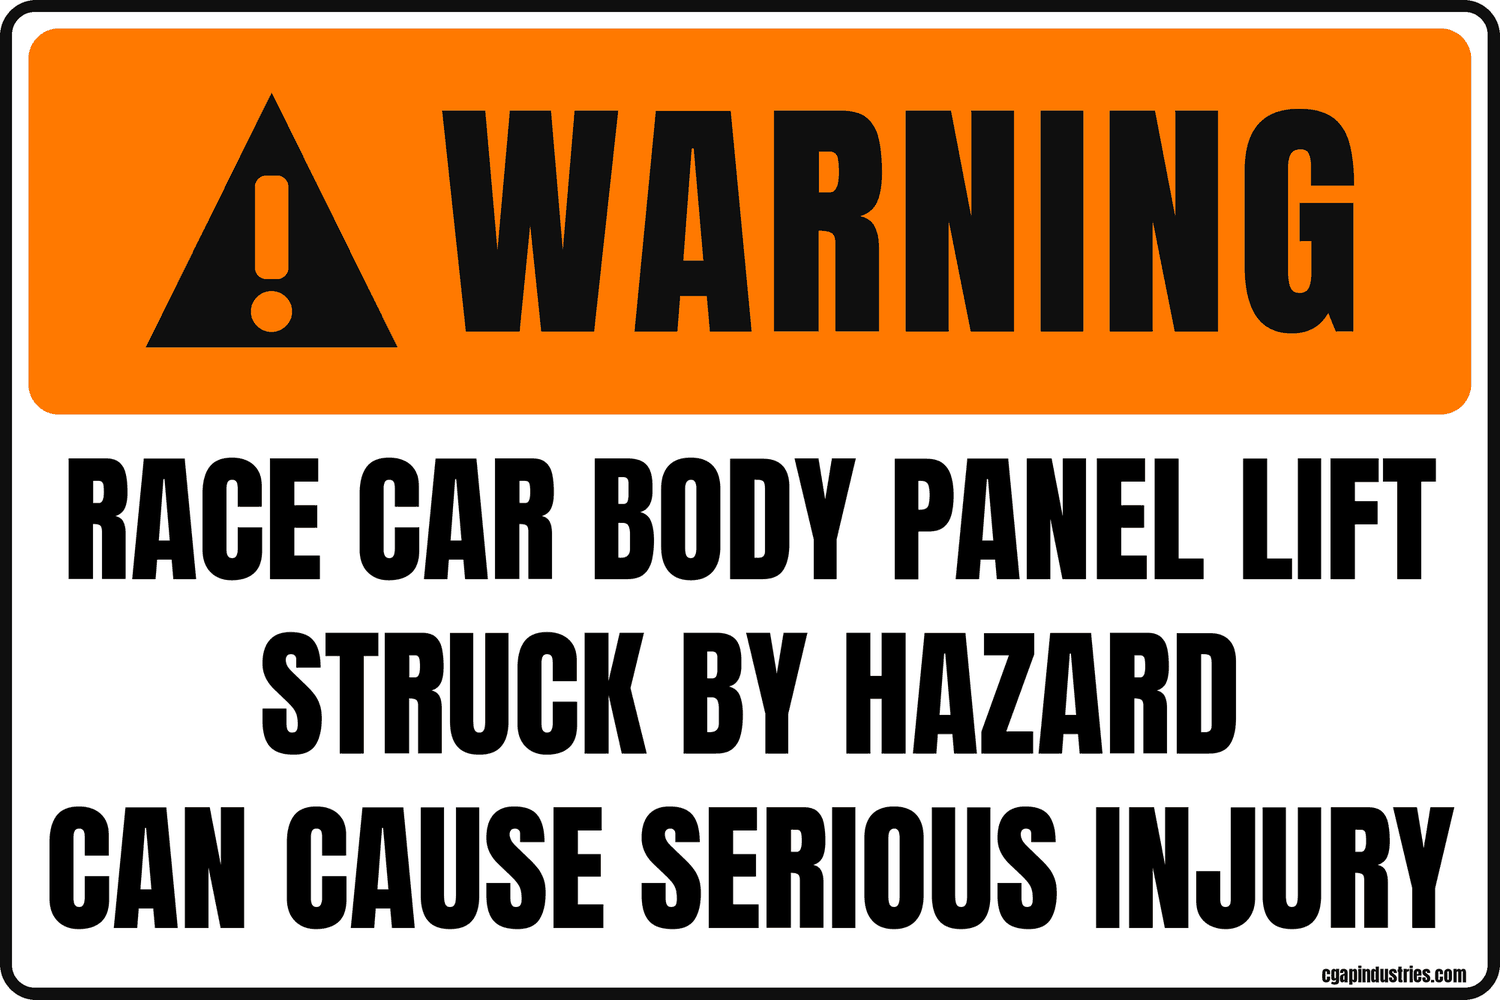 WARNING
RACE CAR BODY PANEL LIFT
STRUCK BY HAZARD
CAN CAUSE SERIOUS INJURY
cgapindustries.com